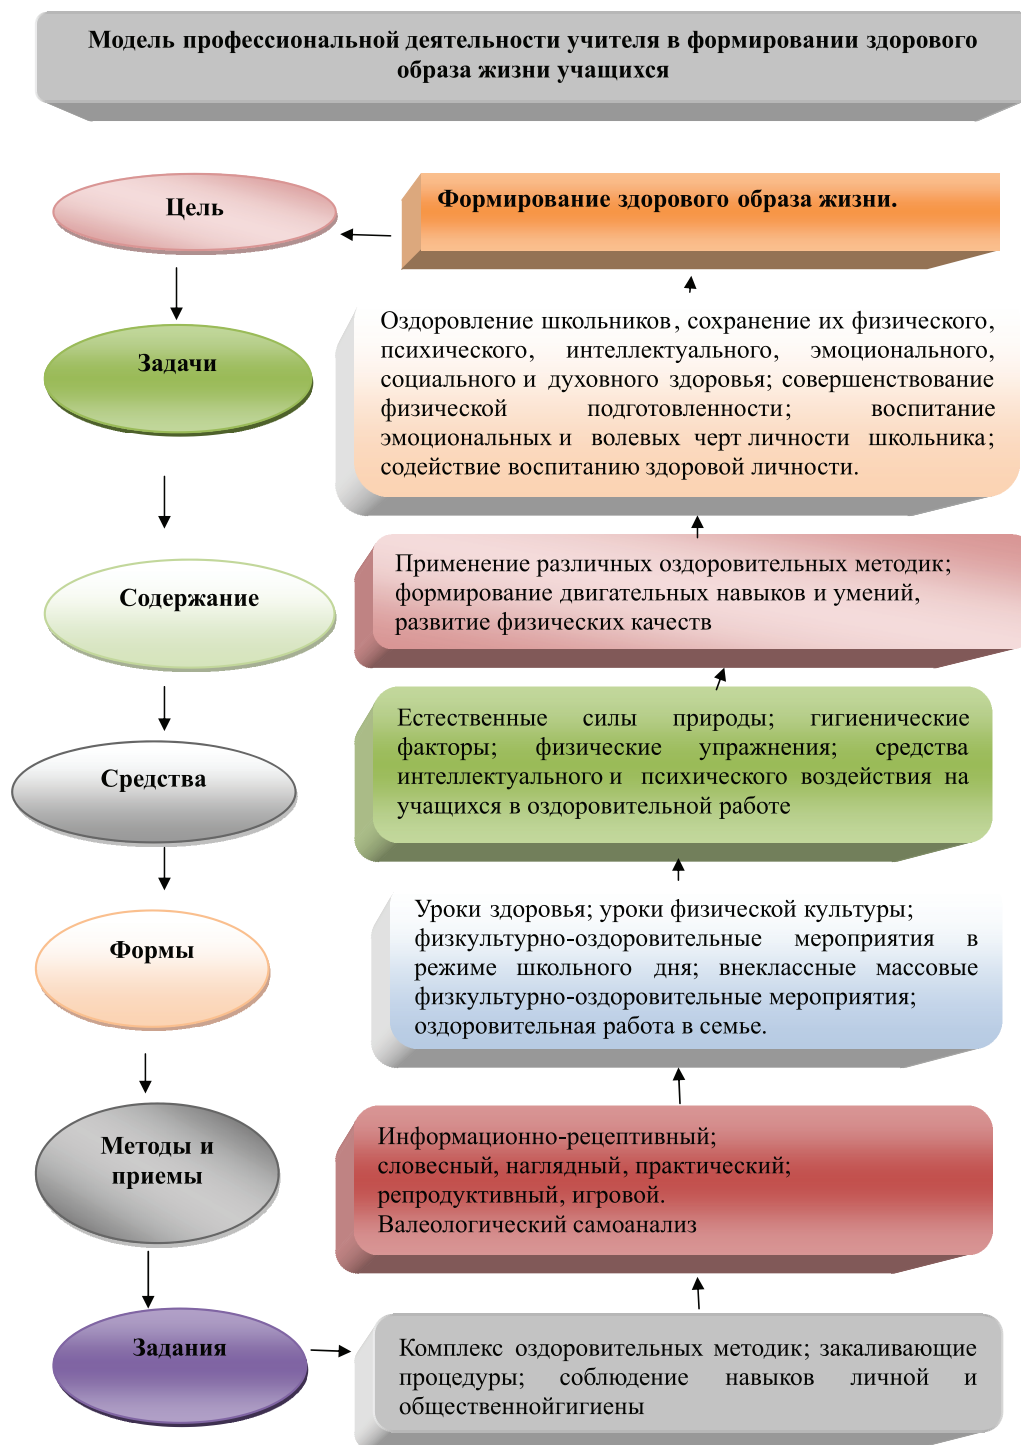 Модель профессиональной деятельности учителя в формировании здорового
образа жизни учащихся
Цель
Формирование здорового образа жизни.
Задачи
Оздоровление школьников, сохранение их физического,
психического, интеллектуального, эмоционального,
социального и духовного здоровья; совершенствование
физической подготовленности; воспитание
эмоциональных и волевых черт личности школьника;
содействие воспитанию здоровой личности.
Содержание
Применение различных оздоровительных методик;
формирование двигательных навыков и умений,
развитие физических качеств
Средства
Естественные силы природы; гигиенические
факторы; физические упражнения; средства
интеллектуального и психического воздействия на
учащихся в оздоровительной работе
Формы
Уроки здоровья; уроки физической культуры;
физкультурно-оздоровительные мероприятия в
режиме школьного дня; внеклассные массовые
физкультурно-оздоровительные мероприятия;
оздоровительная работа в семье.
Методы и
приемы
Информационно-рецептивный;
словесный, наглядный, практический;
репродуктивный, игровой.
Валеологический самоанализ
Задания
Комплекс оздоровительных методик; закаливающие
процедуры; соблюдение навыков личной и
общественнойгигиены